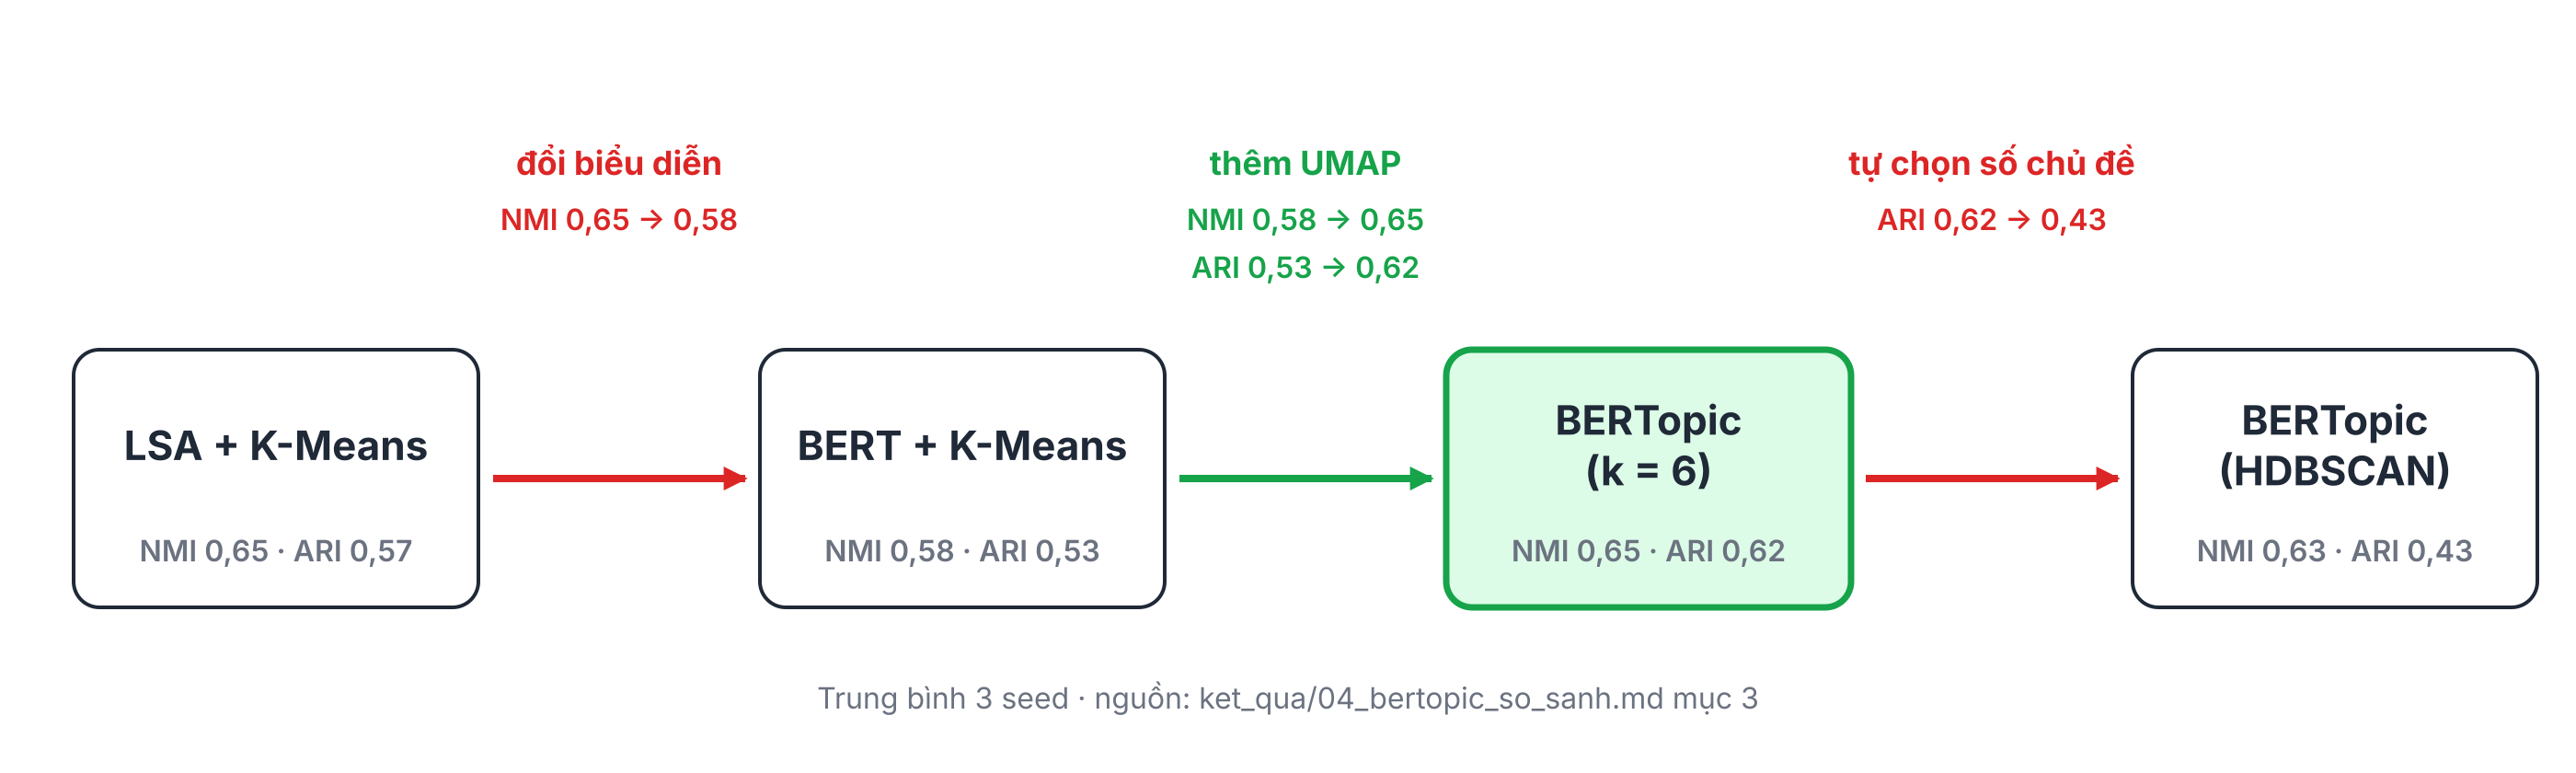 đổi biểu diễn
NMI 0,65 → 0,58
thêm UMAP
NMI 0,58 → 0,65
ARI 0,53 → 0,62
tự chọn số chủ đề
ARI 0,62 → 0,43
LSA + K-Means
NMI 0,65 · ARI 0,57
BERT + K-Means
NMI 0,58 · ARI 0,53
BERTopic
(k = 6)
NMI 0,65 · ARI 0,62
BERTopic
(HDBSCAN)
NMI 0,63 · ARI 0,43
Trung bình 3 seed · nguồn: ket_qua/04_bertopic_so_sanh.md mục 3